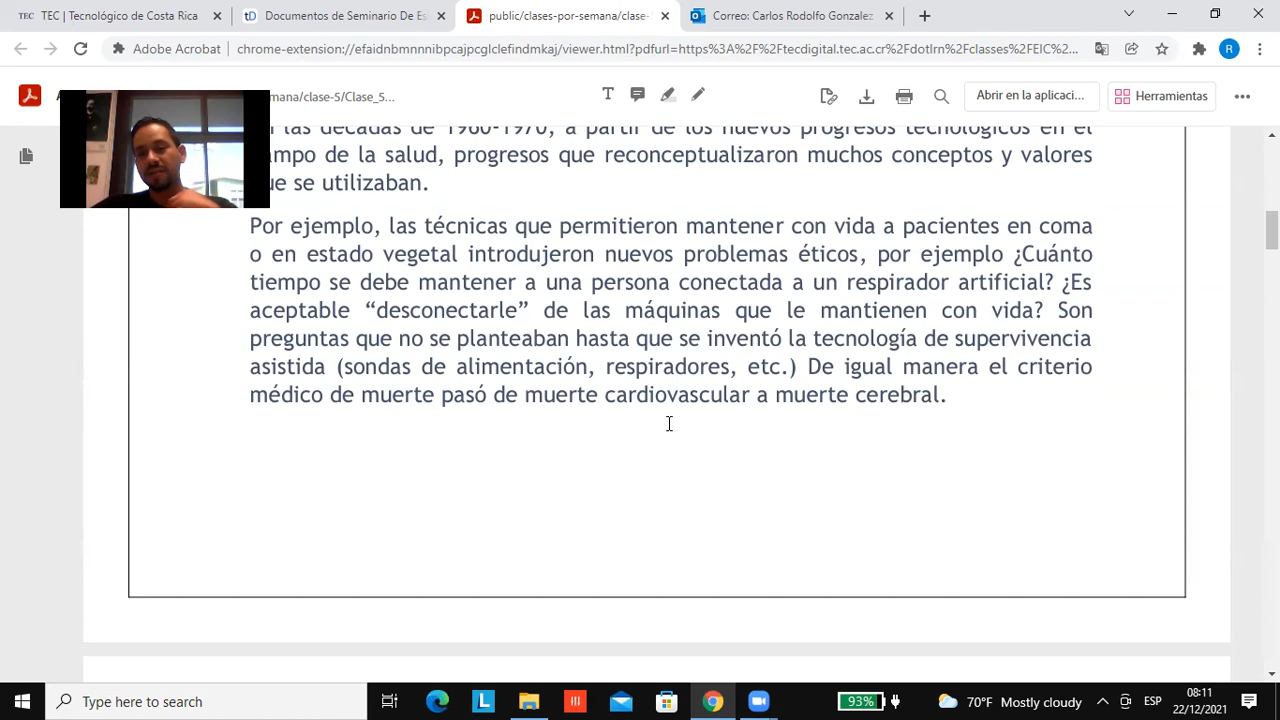 TEC | Tecnológico de Costa Rica
Documentos de Seminario De Es
public/clases-por-semana/clase-
Correo: Carlos Rodolfo Gonzalez
Adobe Acrobat
chrome-extension://efaidnbmnnnibpcajpcglclefindmkaj/viewer.html?pdfurl=https%3A%2F%2Ftecdigital.tec.ac.cr%2Fdotlrn%2Fclasses%2FEIC%...
R
mana/clase-5/Clase_5...
Abrir en la aplicaci...
Herramientas
las décadas de 1960-1970, a partir de los nuevos progresos tecnológicos en el
ampo de la salud, progresos que reconceptualizaron muchos conceptos y valores
ue se utilizaban.
Por ejemplo, las técnicas que permitieron mantener con vida a pacientes en coma
o en estado vegetal introdujeron nuevos problemas éticos, por ejemplo ¿Cuánto
tiempo se debe mantener a una persona conectada a un respirador artificial? ¿Es
aceptable “desconectarle” de las máquinas que le mantienen con vida? Son
preguntas que no se planteaban hasta que se inventó la tecnología de supervivencia
asistida (sondas de alimentación, respiradores, etc.) De igual manera el criterio
médico de muerte pasó de muerte cardiovascular a muerte cerebral.
Type here to search
93%
70°F Mostly cloudy
ESP
08:11
22/12/2021